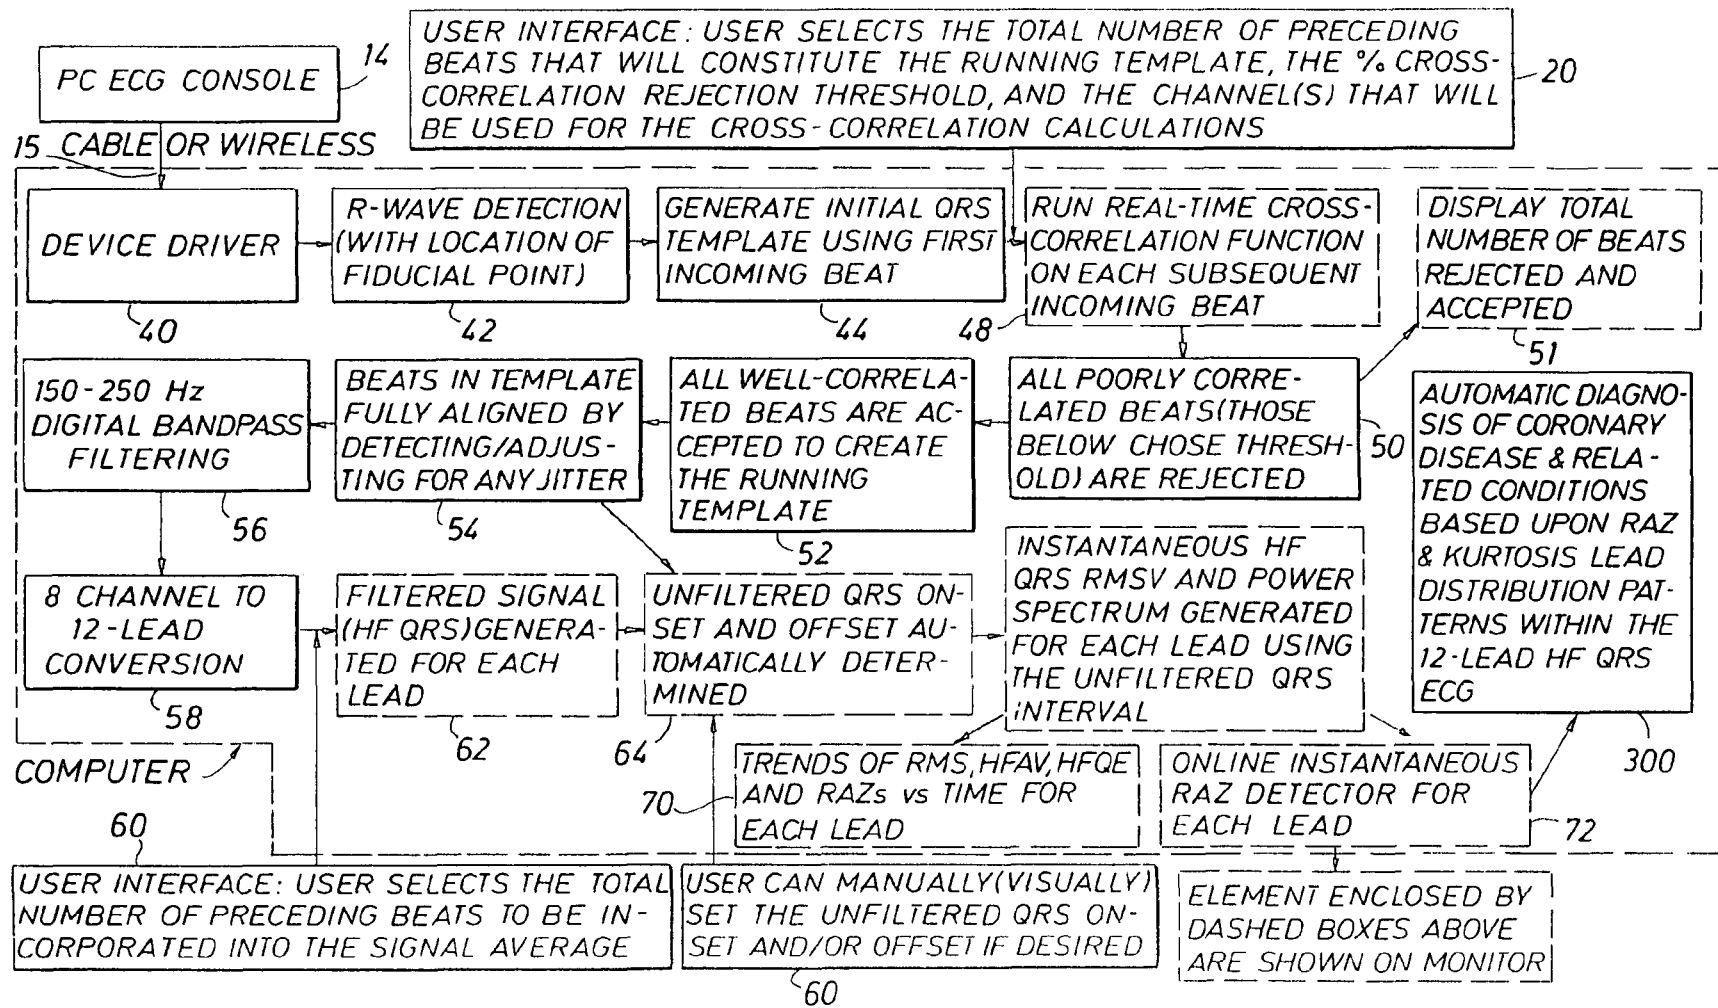 PC ECG CONSOLE
14
USER INTERFACE: USER SELECTS THE TOTAL NUMBER OF PRECEDING
BEATS THAT WILL CONSTITUTE THE RUNNING TEMPLATE, THE % CROSS-
CORRELATION REJECTION THRESHOLD, AND THE CHANNEL(S) THAT WILL
BE USED FOR THE CROSS-CORRELATION CALCULATIONS
20
15
CABLE OR WIRELESS
DEVICE DRIVER
40
R-WAVE DETECTION
(WITH LOCATION OF
FIDUCIAL POINT)
42
GENERATE INITIAL QRS
TEMPLATE USING FIRST
INCOMING BEAT
44
RUN REAL-TIME CROSS-
CORRELATION FUNCTION
ON EACH SUBSEQUENT
INCOMING BEAT
48
DISPLAY TOTAL
NUMBER OF BEATS
REJECTED AND
ACCEPTED
51
150-250 Hz
DIGITAL BANDPASS
FILTERING
56
BEATS IN TEMPLATE
FULLY ALIGNED BY
DETECTING/ADJUS-
TING FOR ANY JITTER
54
ALL WELL-CORRELA-
TED BEATS ARE AC-
CEPTED TO CREATE
THE RUNNING
TEMPLATE
52
ALL POORLY CORRE-
LATED BEATS (THOSE
BELOW CHOSE THRESH-
OLD) ARE REJECTED
50
AUTOMATIC DIAGNO-
SIS OF CORONARY
DISEASE & RELA-
TED CONDITIONS
BASED UPON RAZ
& KURTOSIS LEAD
DISTRIBUTION PAT-
TERNS WITHIN THE
12-LEAD HF QRS
ECG
300
8 CHANNEL TO
12-LEAD
CONVERSION
58
FILTERED SIGNAL
(HF QRS) GENERA-
TED FOR EACH
LEAD
62
UNFILTERED QRS ON-
SET AND OFFSET AU-
TOMATICALLY DETER-
MINED
64
INSTANTANEOUS HF
QRS RMSV AND POWER
SPECTRUM GENERATED
FOR EACH LEAD USING
THE UNFILTERED QRS
INTERVAL
COMPUTER
TRENDS OF RMS, HFAV, HFQE
AND RAZs vs TIME FOR
EACH LEAD
70
ONLINE INSTANTANEOUS
RAZ DETECTOR FOR
EACH LEAD
72
60
USER INTERFACE: USER SELECTS THE TOTAL
NUMBER OF PRECEDING BEATS TO BE IN-
CORPORATED INTO THE SIGNAL AVERAGE
USER CAN MANUALLY (VISUALLY)
SET THE UNFILTERED QRS ON-
SET AND/OR OFFSET IF DESIRED
60
ELEMENT ENCLOSED BY
DASHED BOXES ABOVE
ARE SHOWN ON MONITOR